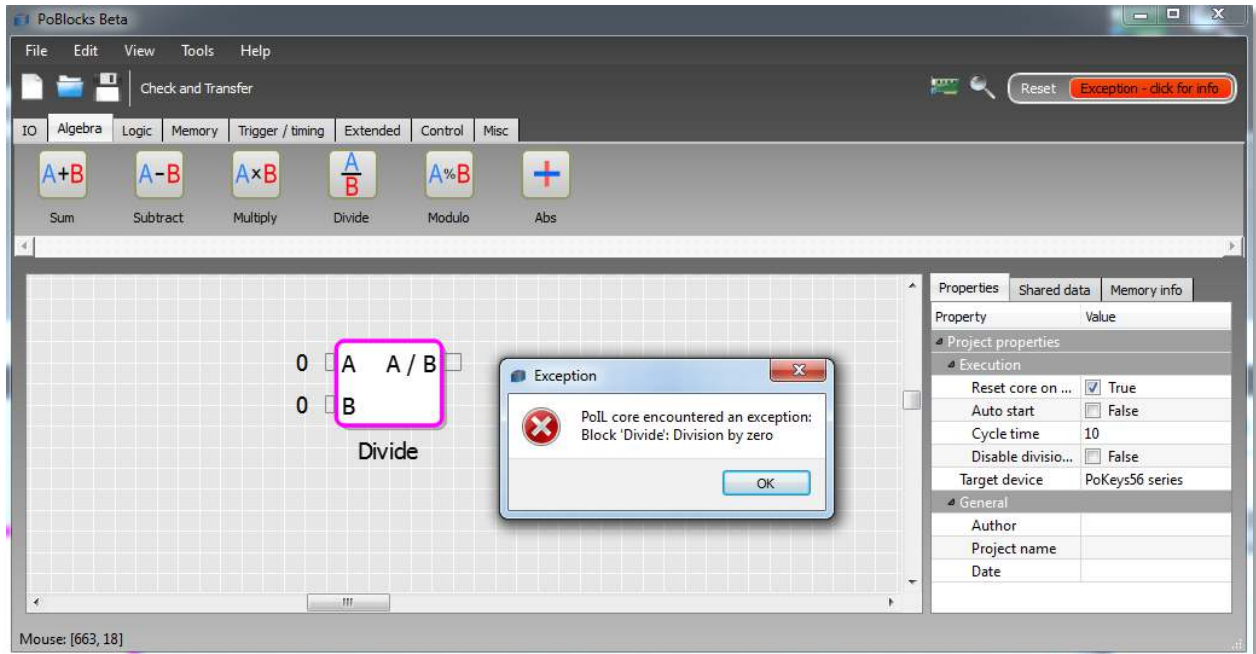 PoBlocks Beta
File Edit View Tools Help
Check and Transfer
Reset Exception - click for info
IO Algebra Logic Memory Trigger / timing Extended Control Misc
A+B A-B A×B A/B A%B +
Sum Subtract Multiply Divide Modulo Abs
Properties Shared data Memory info
Property Value
Project properties
Execution
Reset core on ... True
Auto start False
Cycle time 10
Disable divisio... False
Target device PoKeys56 series
General
Author
Project name
Date
0 A A / B
0 B
Divide
Exception
PoIL core encountered an exception:
Block 'Divide': Division by zero
OK
Mouse: [663, 18]